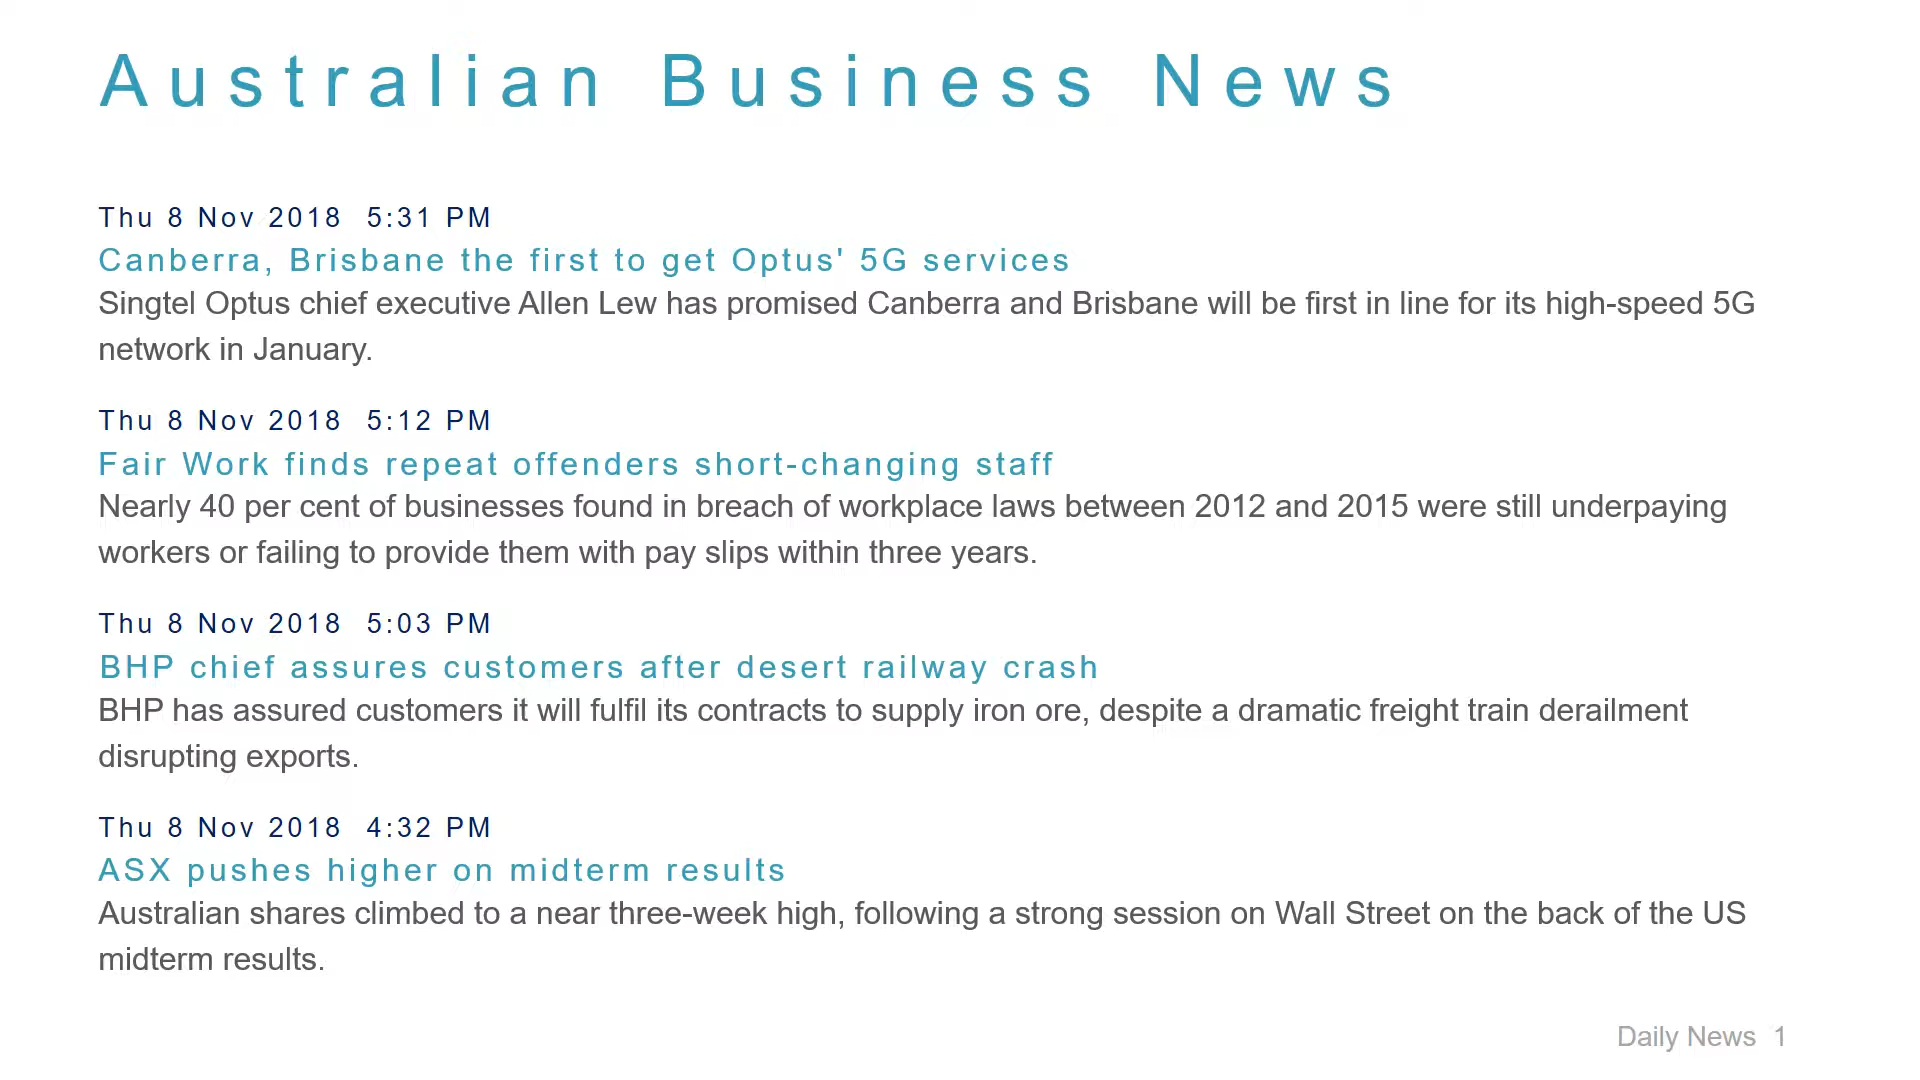 Australian Business News
Thu 8 Nov 2018  5:31 PM
Canberra, Brisbane the first to get Optus' 5G services
Singtel Optus chief executive Allen Lew has promised Canberra and Brisbane will be first in line for its high-speed 5G
network in January.
Thu 8 Nov 2018  5:12 PM
Fair Work finds repeat offenders short-changing staff
Nearly 40 per cent of businesses found in breach of workplace laws between 2012 and 2015 were still underpaying
workers or failing to provide them with pay slips within three years.
Thu 8 Nov 2018  5:03 PM
BHP chief assures customers after desert railway crash
BHP has assured customers it will fulfil its contracts to supply iron ore, despite a dramatic freight train derailment
disrupting exports.
Thu 8 Nov 2018  4:32 PM
ASX pushes higher on midterm results
Australian shares climbed to a near three-week high, following a strong session on Wall Street on the back of the US
midterm results.
Daily News  1